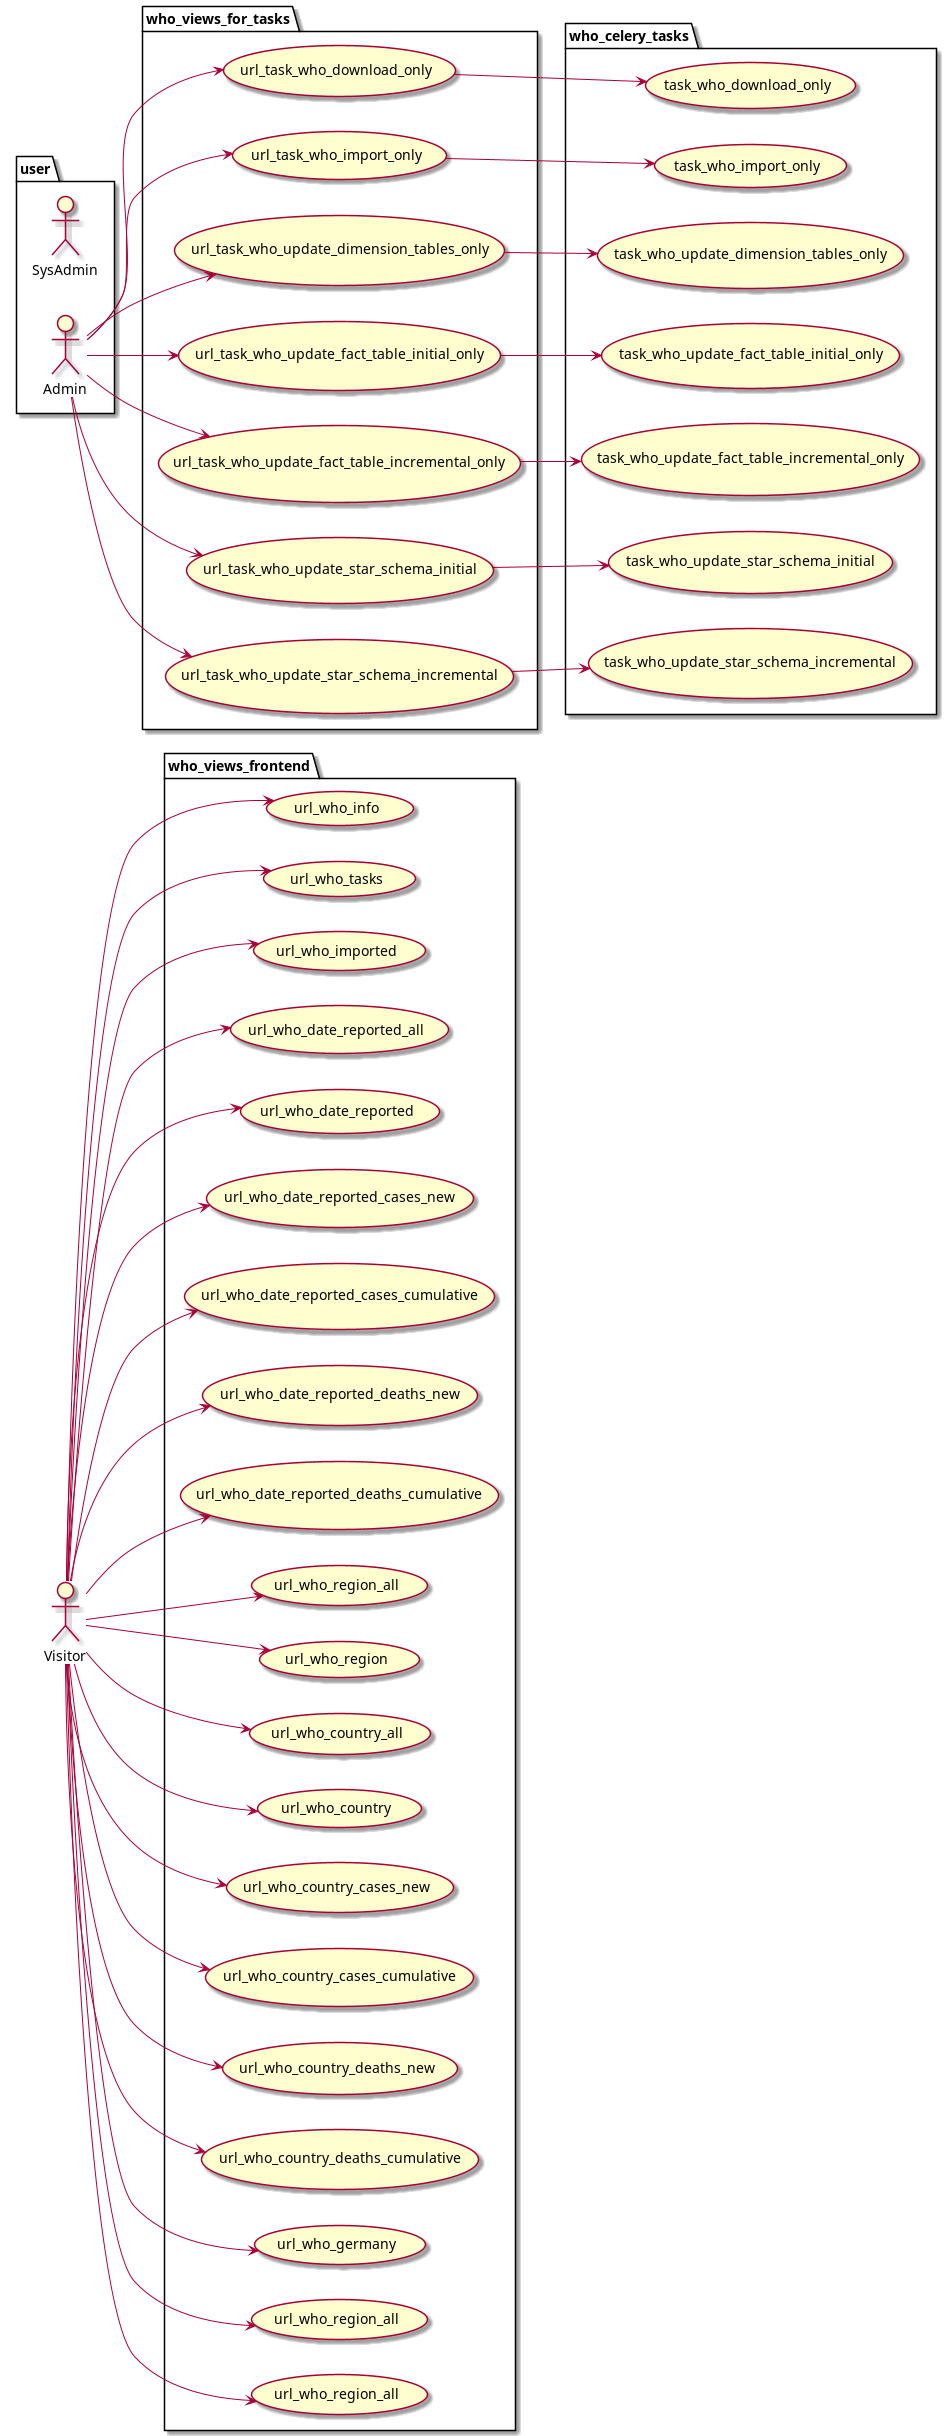 who_views_for_tasks
who_celery_tasks
user
SysAdmin
Admin
url_task_who_download_only
url_task_who_import_only
url_task_who_update_dimension_tables_only
url_task_who_update_fact_table_initial_only
url_task_who_update_fact_table_incremental_only
url_task_who_update_star_schema_initial
url_task_who_update_star_schema_incremental
task_who_download_only
task_who_import_only
task_who_update_dimension_tables_only
task_who_update_fact_table_initial_only
task_who_update_fact_table_incremental_only
task_who_update_star_schema_initial
task_who_update_star_schema_incremental
who_views_frontend
url_who_info
url_who_tasks
url_who_imported
url_who_date_reported_all
url_who_date_reported
url_who_date_reported_cases_new
url_who_date_reported_cases_cumulative
url_who_date_reported_deaths_new
url_who_date_reported_deaths_cumulative
url_who_region_all
Visitor
url_who_region
url_who_country_all
url_who_country
url_who_country_cases_new
url_who_country_cases_cumulative
url_who_country_deaths_new
url_who_country_deaths_cumulative
url_who_germany
url_who_region_all
url_who_region_all